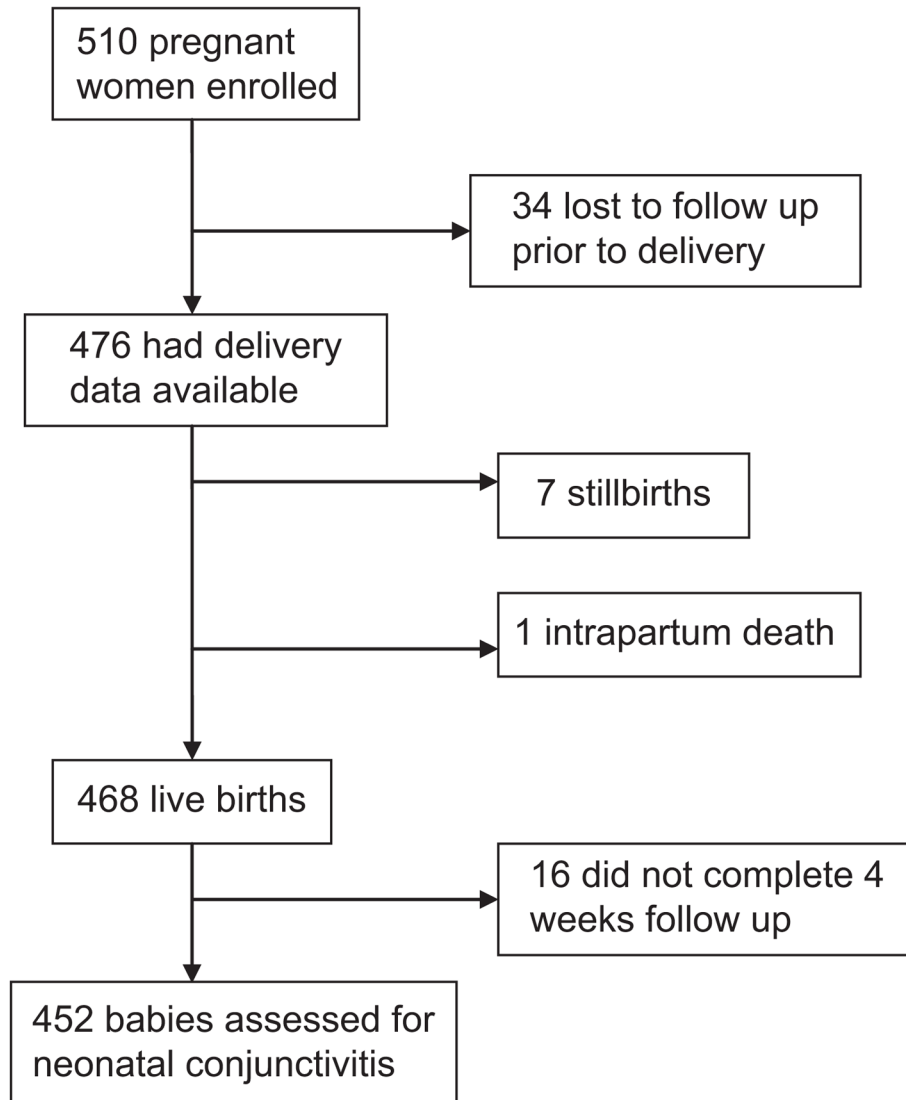 510 pregnant
women enrolled
34 lost to follow up
prior to delivery
476 had delivery
data available
7 stillbirths
1 intrapartum death
468 live births
16 did not complete 4
weeks follow up
452 babies assessed for
neonatal conjunctivitis